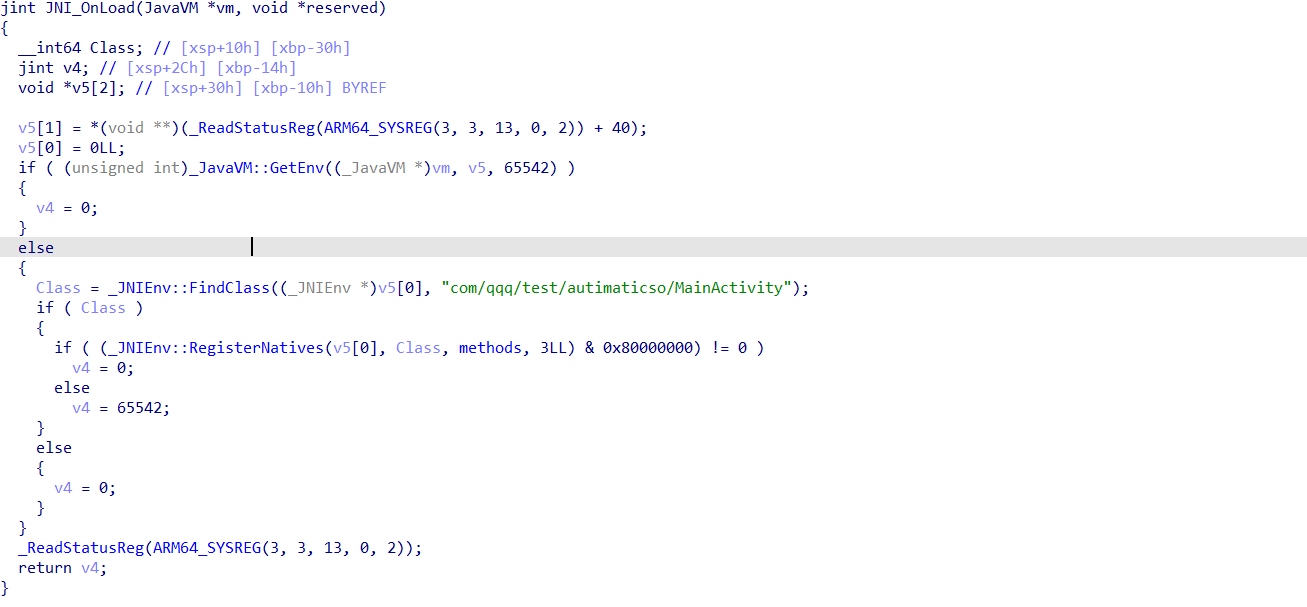 jint JNI_OnLoad(JavaVM *vm, void *reserved)
{
  __int64 Class; // [xsp+10h] [xbp-30h]
  jint v4; // [xsp+2Ch] [xbp-14h]
  void *v5[2]; // [xsp+30h] [xbp-10h] BYREF

  v5[1] = *(void **)(_ReadStatusReg(ARM64_SYSREG(3, 3, 13, 0, 2)) + 40);
  v5[0] = 0LL;
  if ( (unsigned int)_JavaVM::GetEnv((_JavaVM *)vm, v5, 65542) )
  {
    v4 = 0;
  }
  else
  {
    Class = _JNIEnv::FindClass((_JNIEnv *)v5[0], "com/qqq/test/autimaticso/MainActivity");
    if ( Class )
    {
      if ( (_JNIEnv::RegisterNatives(v5[0], Class, methods, 3LL) & 0x80000000) != 0 )
        v4 = 0;
      else
        v4 = 65542;
    }
    else
    {
      v4 = 0;
    }
  }
  _ReadStatusReg(ARM64_SYSREG(3, 3, 13, 0, 2));
  return v4;
}